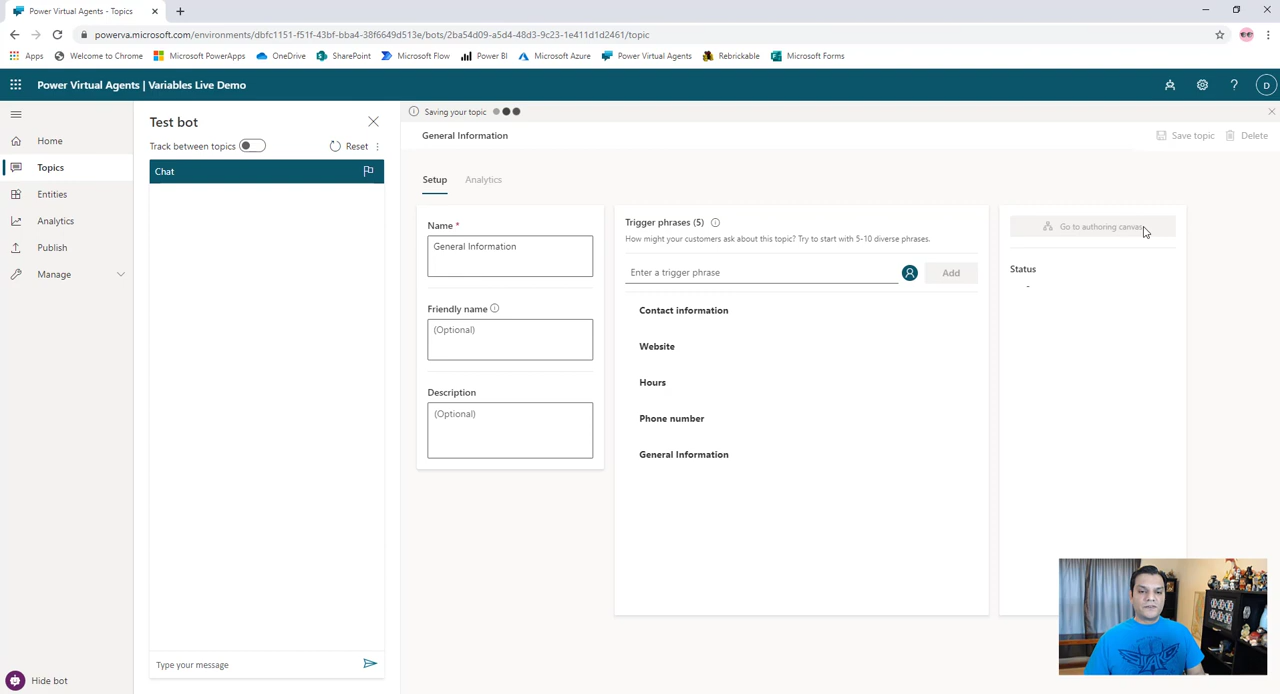 Power Virtual Agents - Topics
powerva.microsoft.com/environments/dbfc1151-f51f-43bf-bba4-38f6649d513e/bots/2ba54d09-a5d4-48d3-9c23-1e411d1d2461/topic
Apps
Welcome to Chrome
Microsoft PowerApps
OneDrive
SharePoint
Microsoft Flow
Power BI
Microsoft Azure
Power Virtual Agents
Rebrickable
Microsoft Forms
Power Virtual Agents | Variables Live Demo
D
Home
Topics
Entities
Analytics
Publish
Manage
Hide bot
Test bot
Track between topics
Reset
Chat
Type your message
Saving your topic
General Information
Save topic
Delete
Setup
Analytics
Name *
General Information
Friendly name
(Optional)
Description
(Optional)
Trigger phrases (5)
How might your customers ask about this topic? Try to start with 5-10 diverse phrases.
Enter a trigger phrase
Add
Contact information
Website
Hours
Phone number
General Information
Go to authoring canvas
Status
-